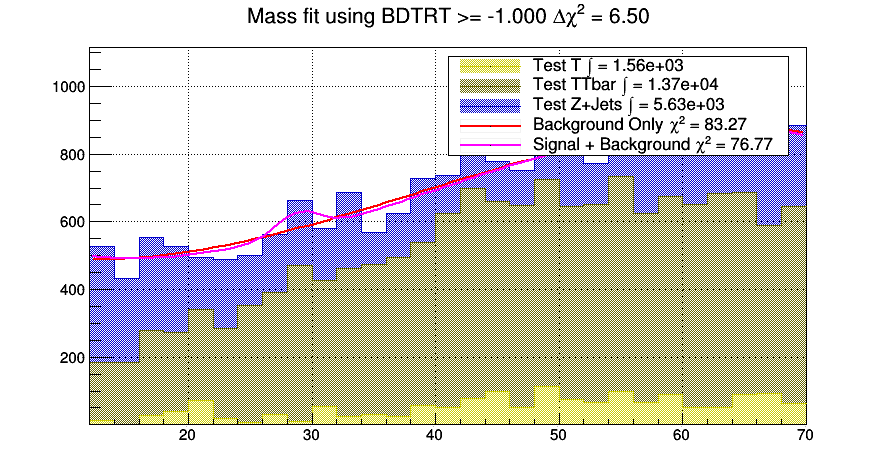 Mass fit using BDTRT >= -1.000 Δχ² = 6.50
Test T ∫ = 1.56e+03
Test TTbar ∫ = 1.37e+04
Test Z+Jets ∫ = 5.63e+03
Background Only χ² = 83.27
Signal + Background χ² = 76.77
1000
800
600
400
200
20 30 40 50 60 70